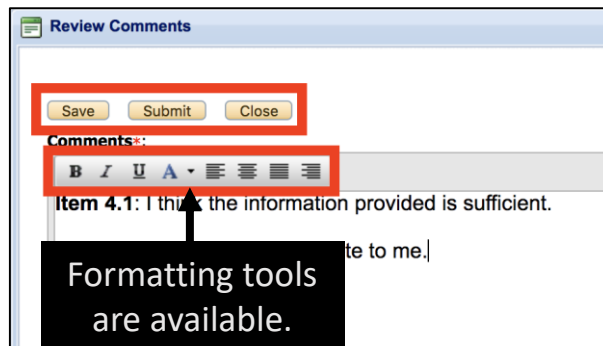 Review Comments
Save Submit Close
Comments*:
B I U A
Item 4.1: I think the information provided is sufficient.
to me.
Formatting tools
are available.